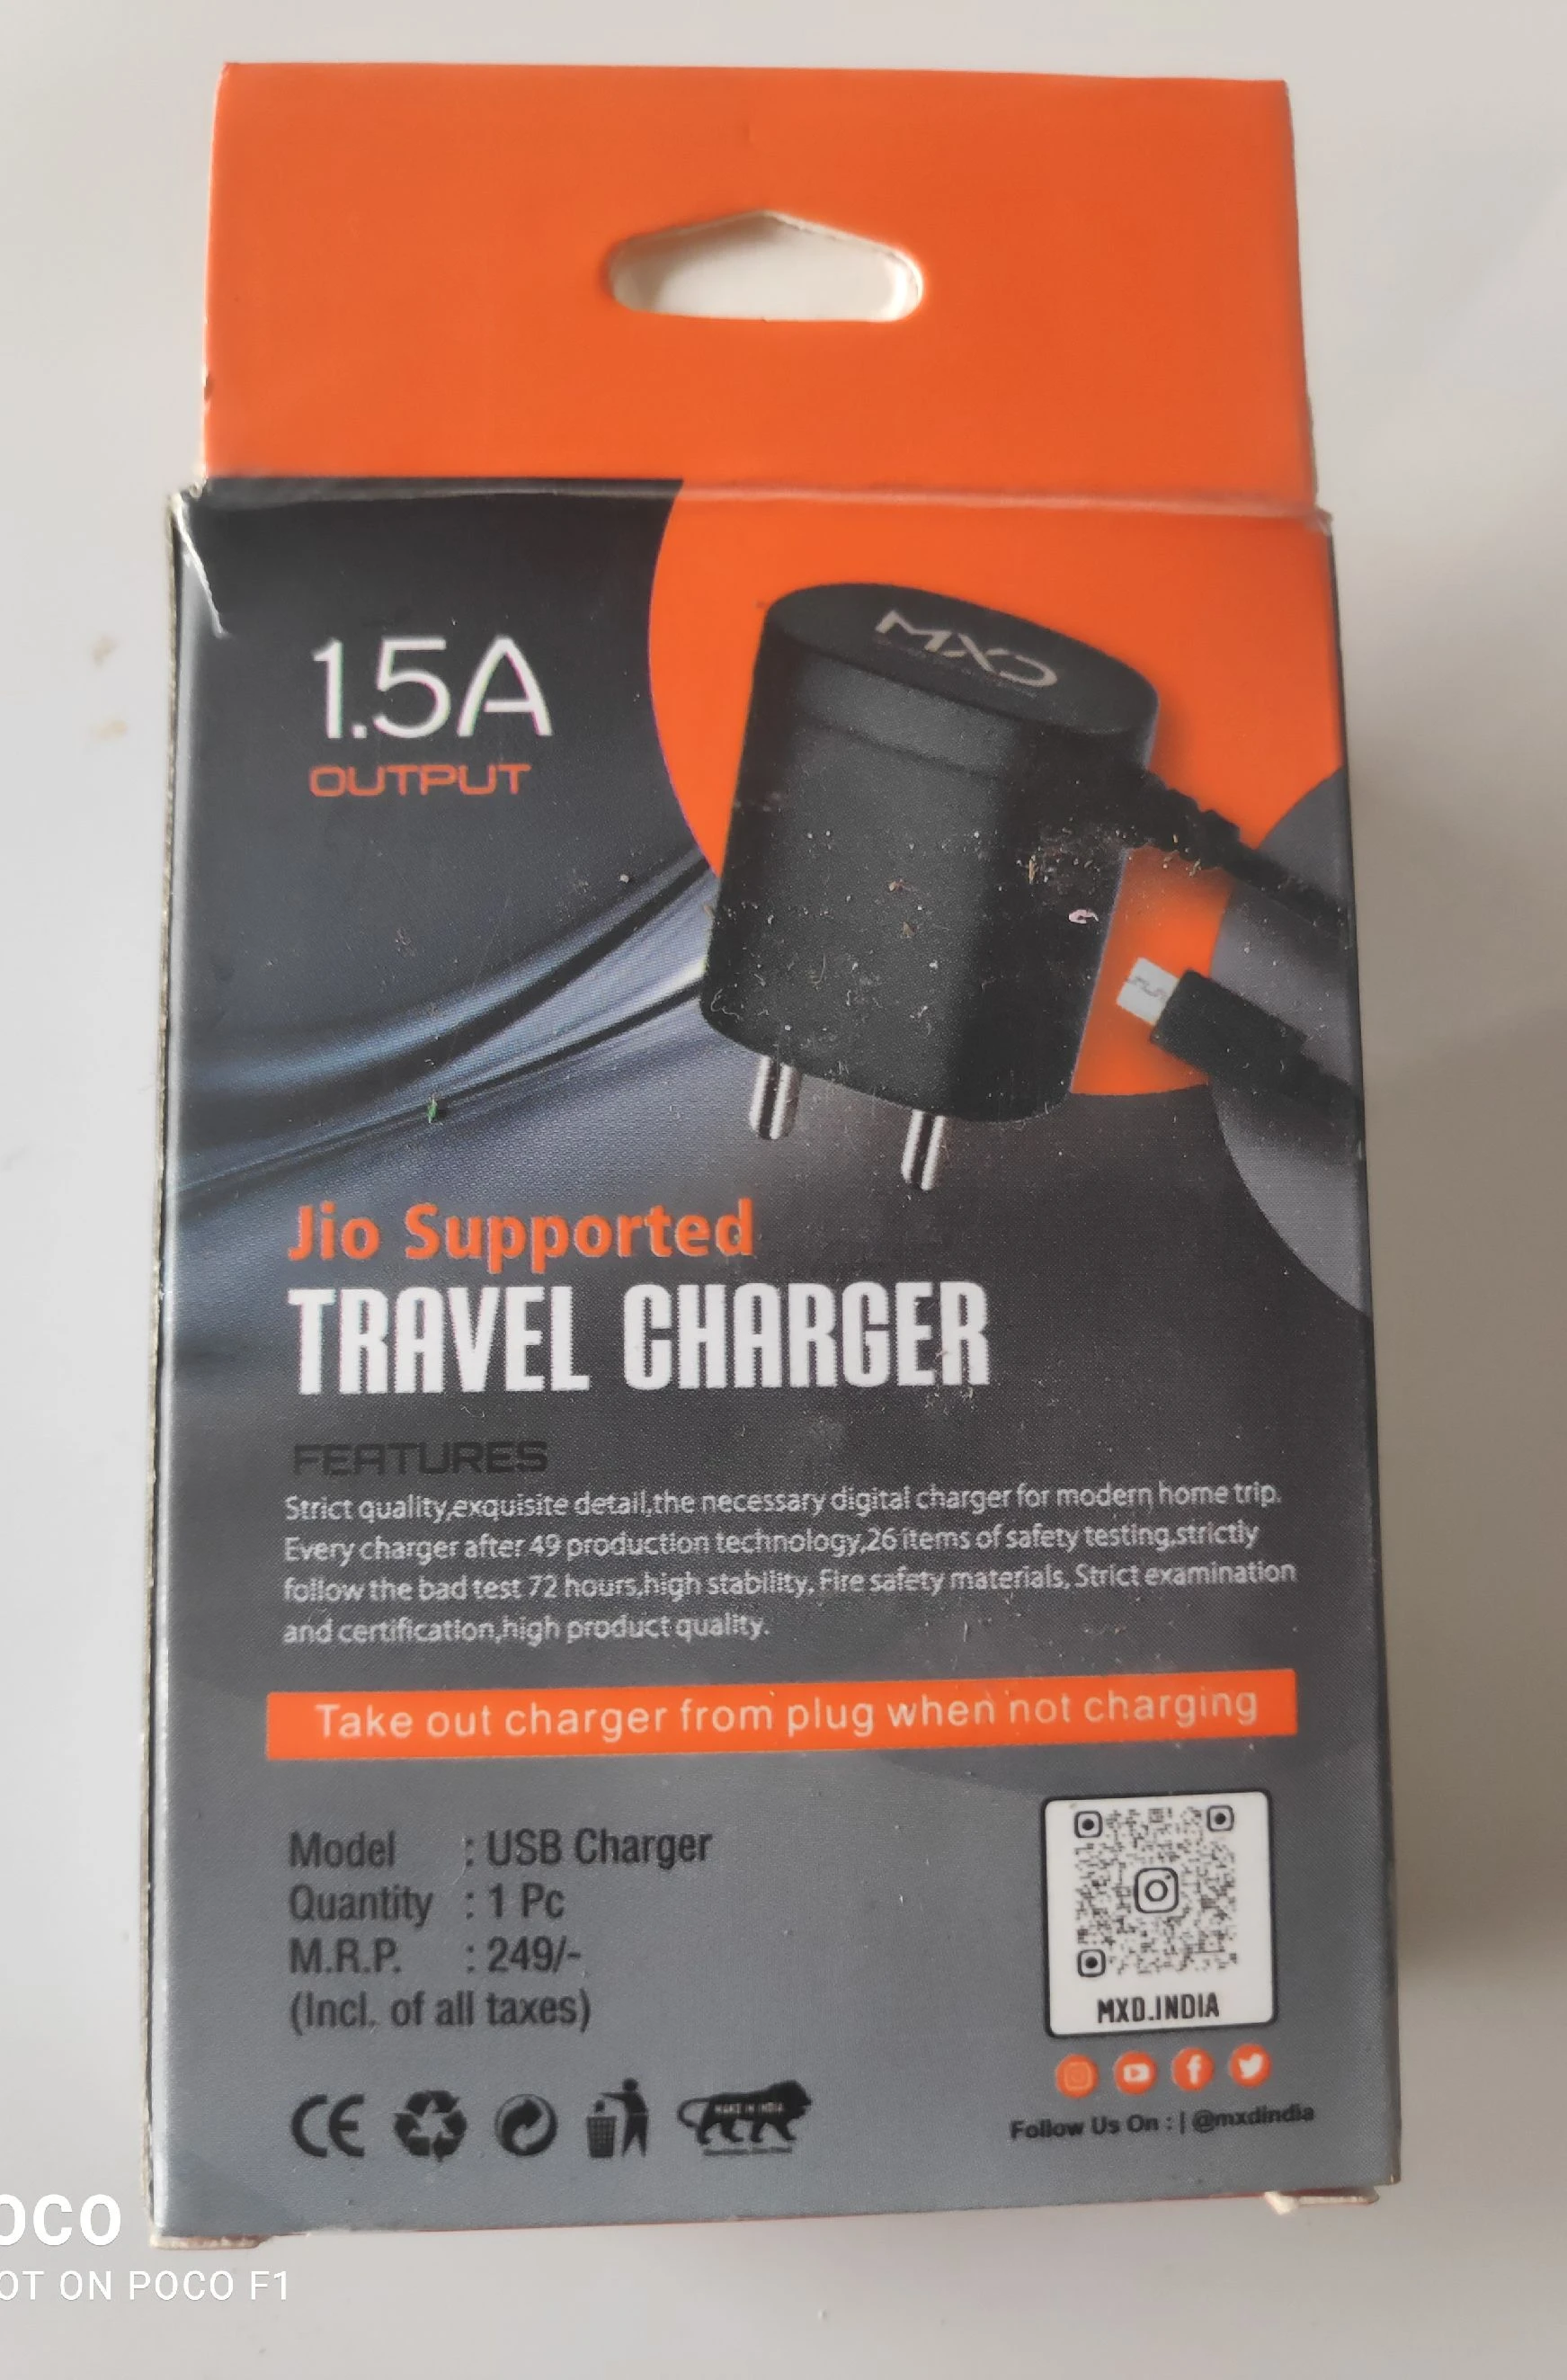 MXD
1.5A
OUTPUT
Jio Supported
TRAVEL CHARGER
FEATURES
Strict quality,exquisite detail,the necessary digital charger for modern home trip.
Every charger after 49 production technology,26 items of safety testing,strictly
follow the bad test 72 hours,high stability, Fire safety materials, Strict examination
and certification,high product quality.
Take out charger from plug when not charging
Model : USB Charger
Quantity : 1 Pc
M.R.P. : 249/-
(Incl. of all taxes)
MXD.INDIA
CE
MAKE IN INDIA
Follow Us On : | @mxdindia
OCO
OT ON POCO F1